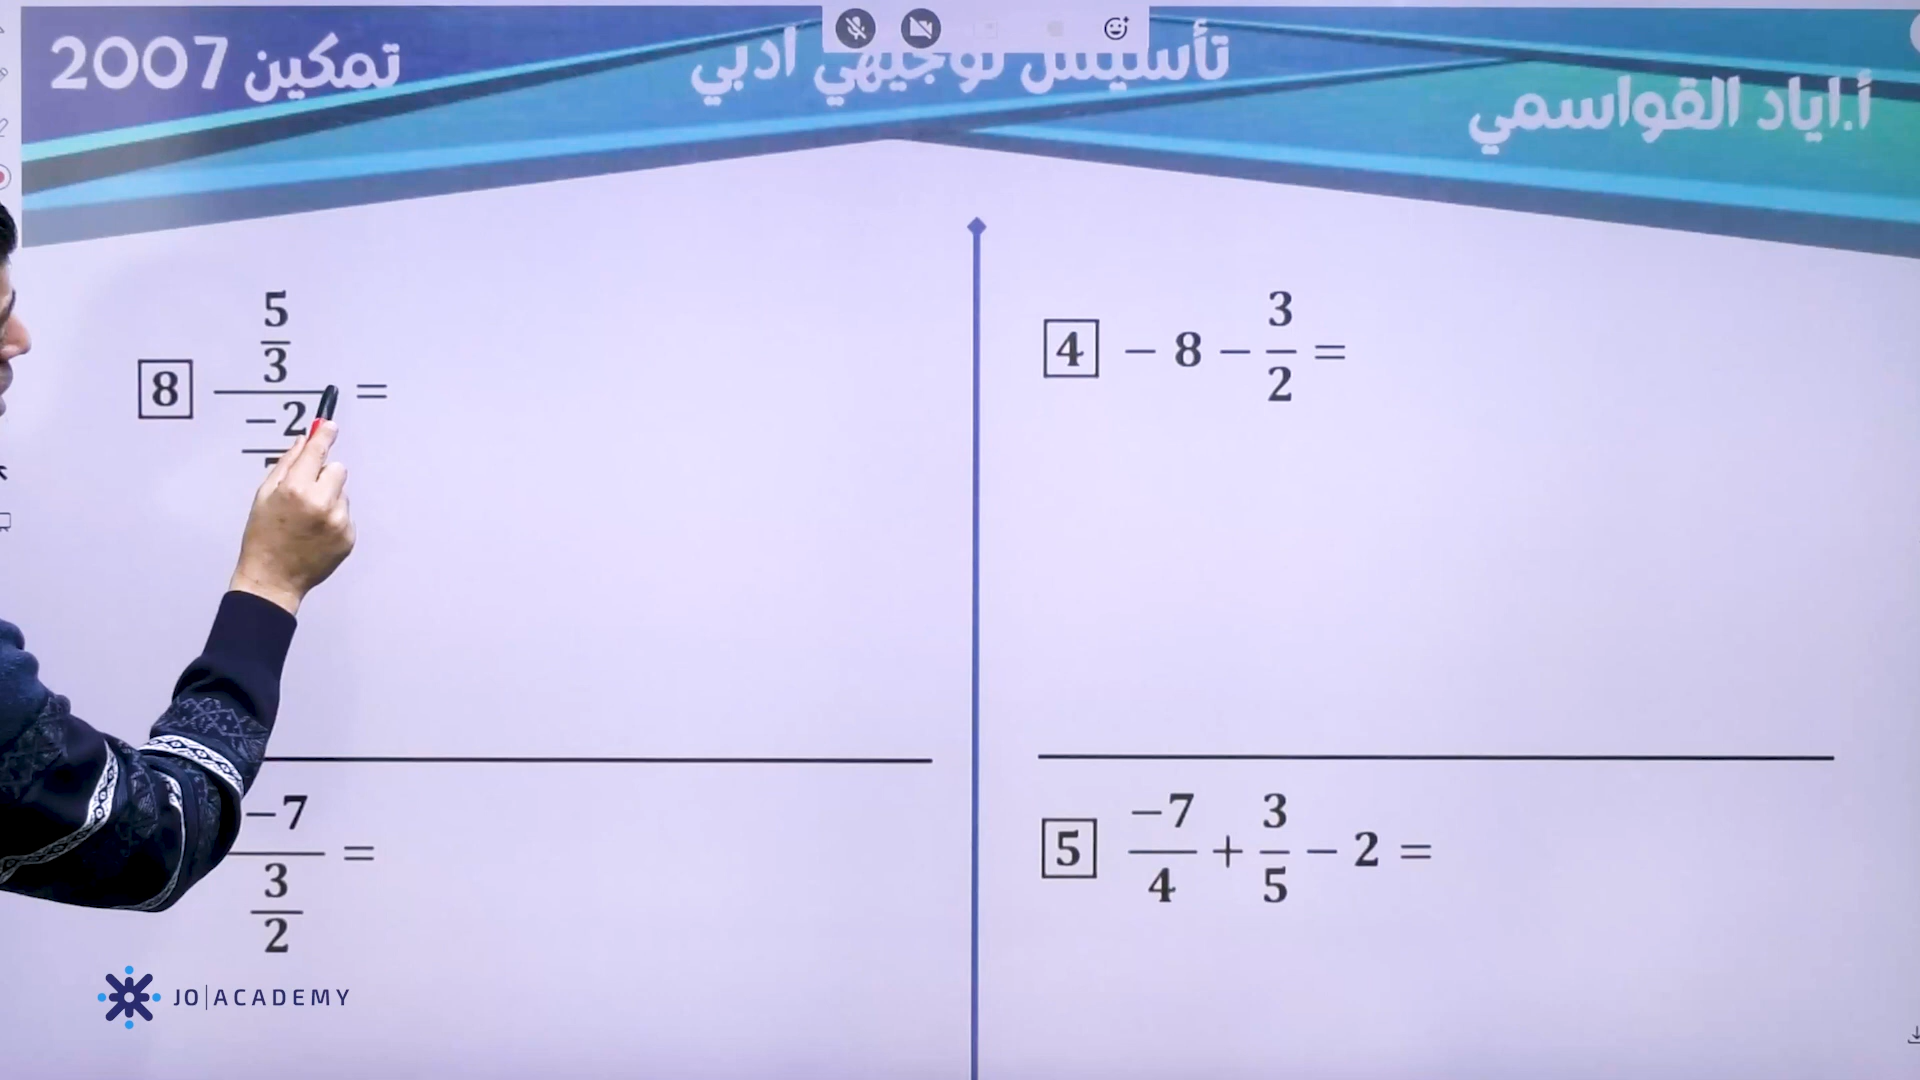 تمكين 2007
تأسيس توجيهي أدبي
أ.اياد القواسمي
8 (5/3)/(-2/) =
4 - 8 - 3/2 =
-7/(3/2) =
5 -7/4 + 3/5 - 2 =
JO|ACADEMY